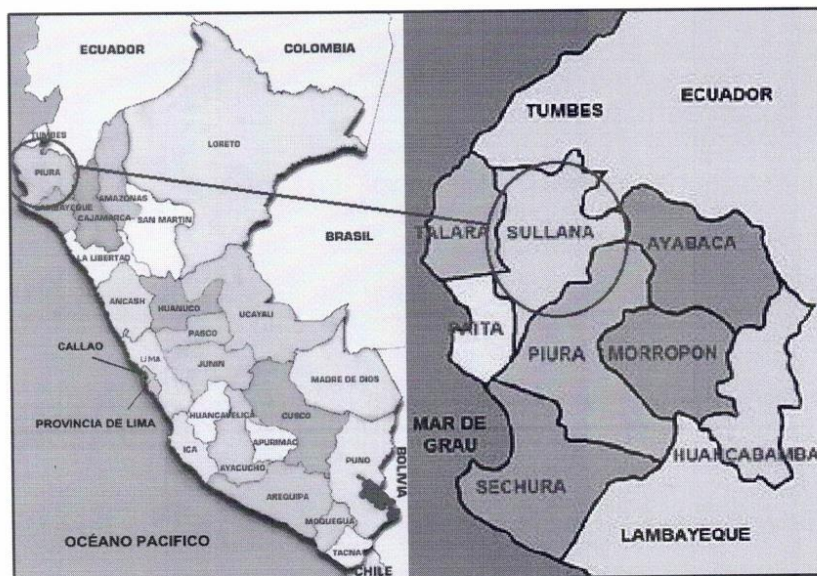 ECUADOR
COLOMBIA
TUMBES
PIURA
LORETO
AMAZONAS
LAMBAYEQUE
CAJAMARCA
SAN MARTIN
BRASIL
LA LIBERTAD
ANCASH
HUANUCO
UCAYALI
PASCO
CALLAO
LIMA
JUNIN
MADRE DE DIOS
PROVINCIA DE LIMA
HUANCAVELICA
CUSCO
ICA
APURIMAC
AYACUCHO
PUNO
BOLIVIA
AREQUIPA
MOQUEGUA
OCÉANO PACIFICO
TACNA
CHILE
ECUADOR
TUMBES
TALARA
SULLANA
AYABACA
PAITA
PIURA
MORROPON
MAR DE
GRAU
HUANCABAMBA
SECHURA
LAMBAYEQUE